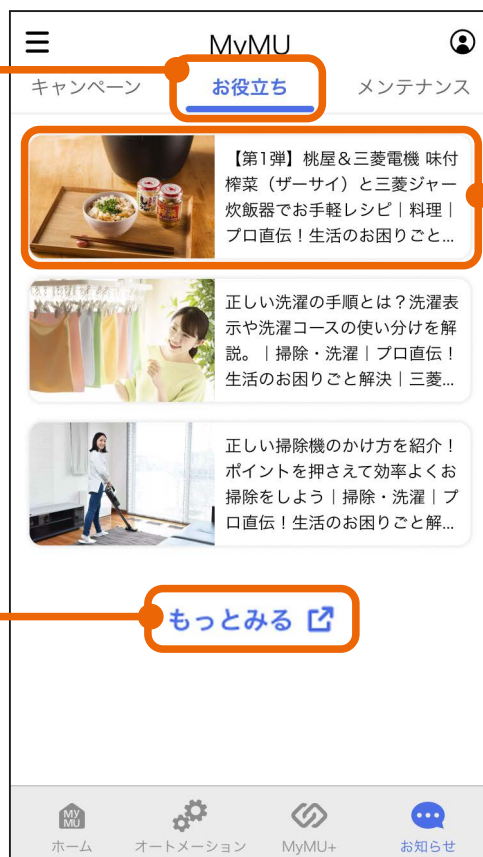 MyMU
キャンペーン お役立ち メンテナンス
【第1弾】桃屋&三菱電機 味付
榨菜（ザーサイ）と三菱ジャー
炊飯器でお手軽レシピ｜料理｜
プロ直伝！生活のお困りごと...
正しい洗濯の手順とは？洗濯表
示や洗濯コースの使い分けを解
説。｜掃除・洗濯｜プロ直伝！
生活のお困りごと解決｜三菱...
正しい掃除機のかけ方を紹介！
ポイントを押さえて効率よくお
掃除をしよう｜掃除・洗濯｜プ
ロ直伝！生活のお困りごと解...
もっとみる
MY
MU
ホーム オートメーション MyMU+ お知らせ